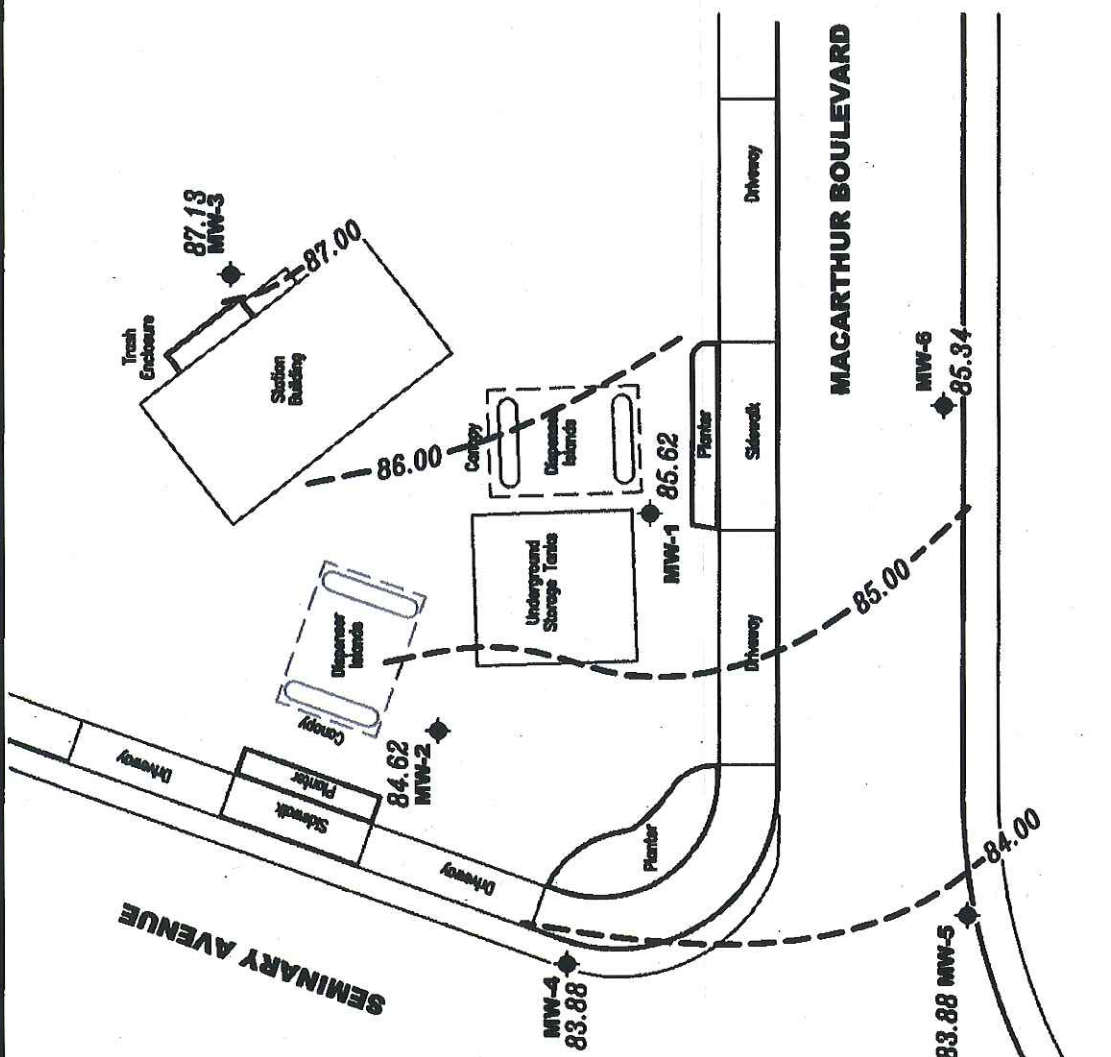 MACARTHUR BOULEVARD
SEMINARY AVENUE
87.13
MW-3
87.00
Trash
Enclosure
Station
Building
86.00
Canopy
Dispenser
Islands
85.62
MW-1
Underground
Storage Tanks
Dispenser
Islands
Canopy
84.62
MW-2
85.00
Driveway
Planter
Sidewalk
Driveway
Planter
Sidewalk
Driveway
Driveway
Planter
MW-6
85.34
84.00
MW-4
83.88
83.88 MW-5